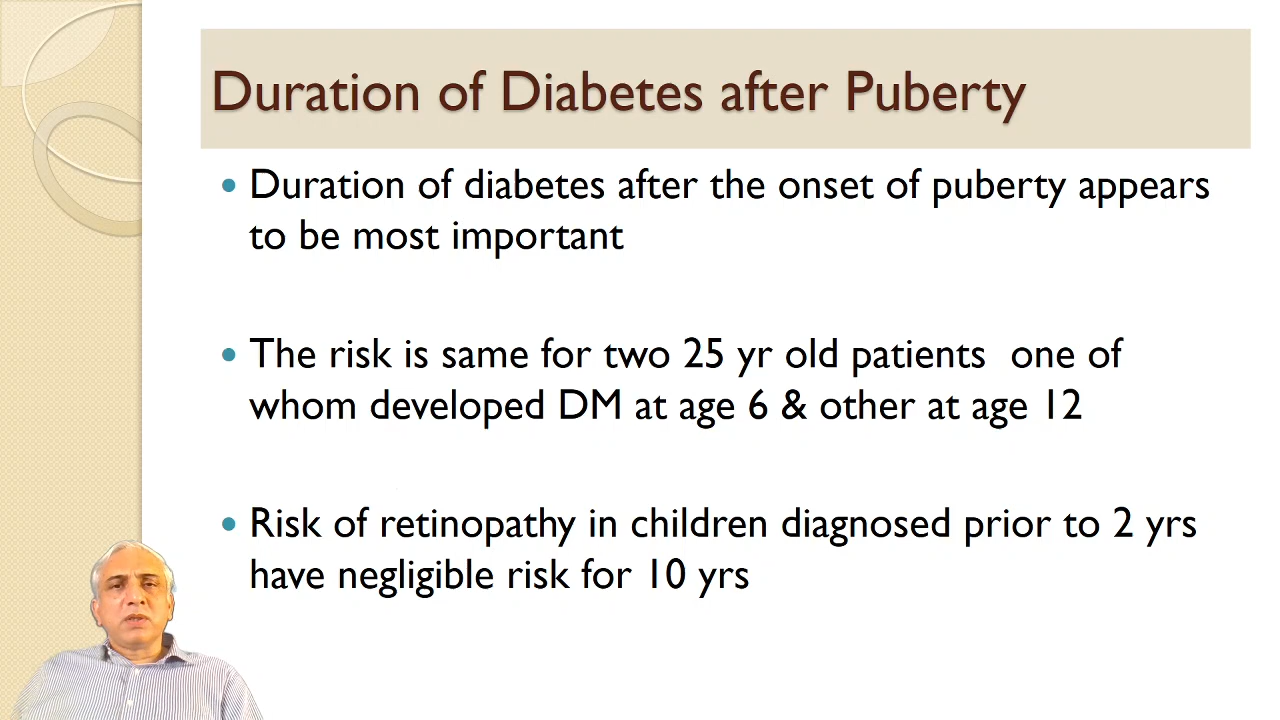 Duration of Diabetes after Puberty
• Duration of diabetes after the onset of puberty appears
to be most important
• The risk is same for two 25 yr old patients one of
whom developed DM at age 6 & other at age 12
• Risk of retinopathy in children diagnosed prior to 2 yrs
have negligible risk for 10 yrs